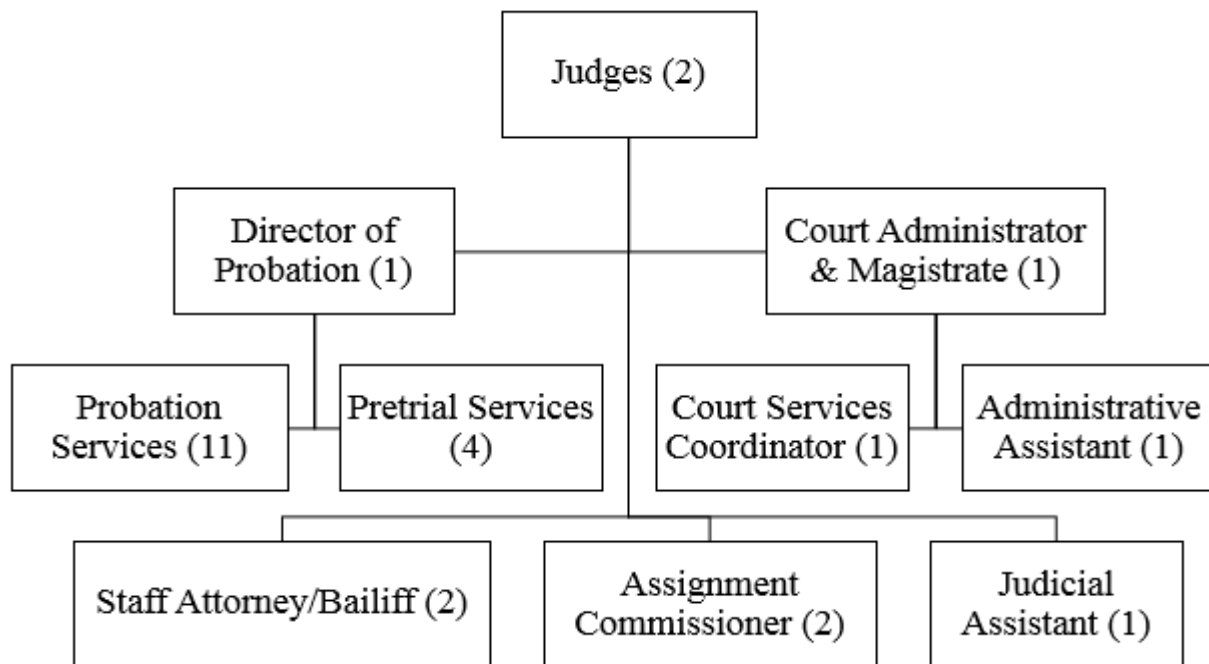 Judges (2)
Director of
Probation (1)
Court Administrator
& Magistrate (1)
Probation
Services (11)
Pretrial Services
(4)
Court Services
Coordinator (1)
Administrative
Assistant (1)
Staff Attorney/Bailiff (2)
Assignment
Commissioner (2)
Judicial
Assistant (1)